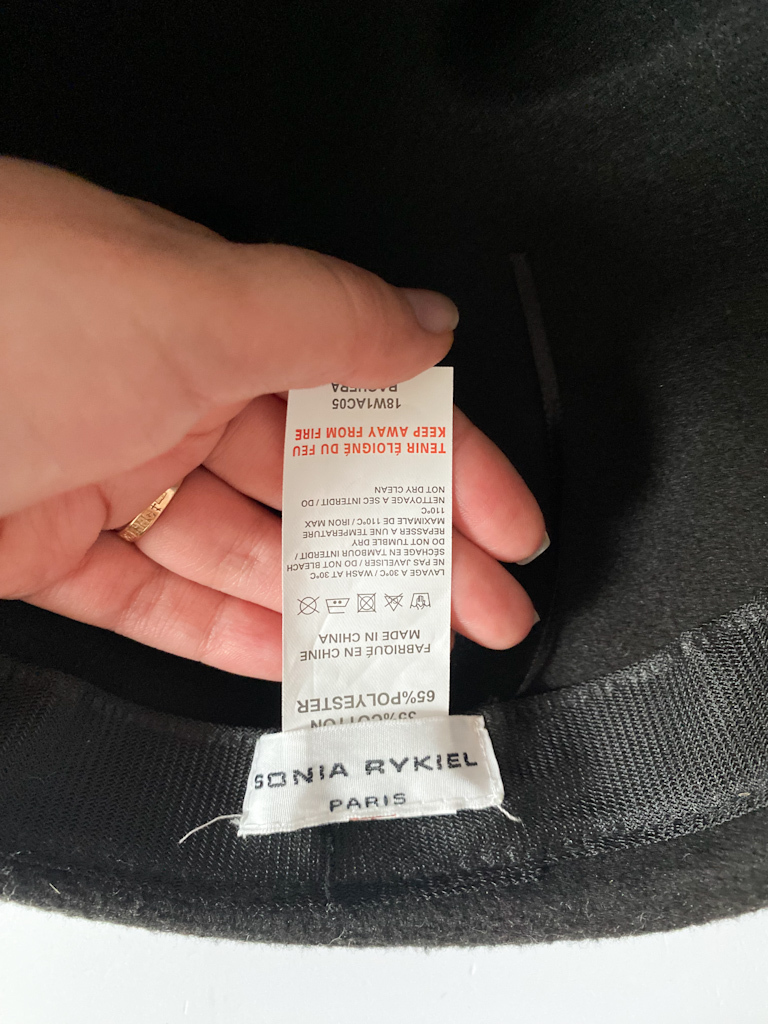 SONIA RYKIEL
PARIS
35%COTTON
65%POLYESTER
FABRIQUÉ EN CHINE
MADE IN CHINA
LAVAGE A 30°C / WASH AT 30°C
NE PAS JAVELISER / DO NOT BLEACH
SÉCHAGE EN TAMBOUR INTERDIT /
DO NOT TUMBLE DRY
REPASSER A UNE TEMPERATURE
MAXIMALE DE 110°C / IRON MAX
110°C
NETTOYAGE A SEC INTERDIT / DO
NOT DRY CLEAN
TENIR ÉLOIGNÉ DU FEU
KEEP AWAY FROM FIRE
18W1AC05